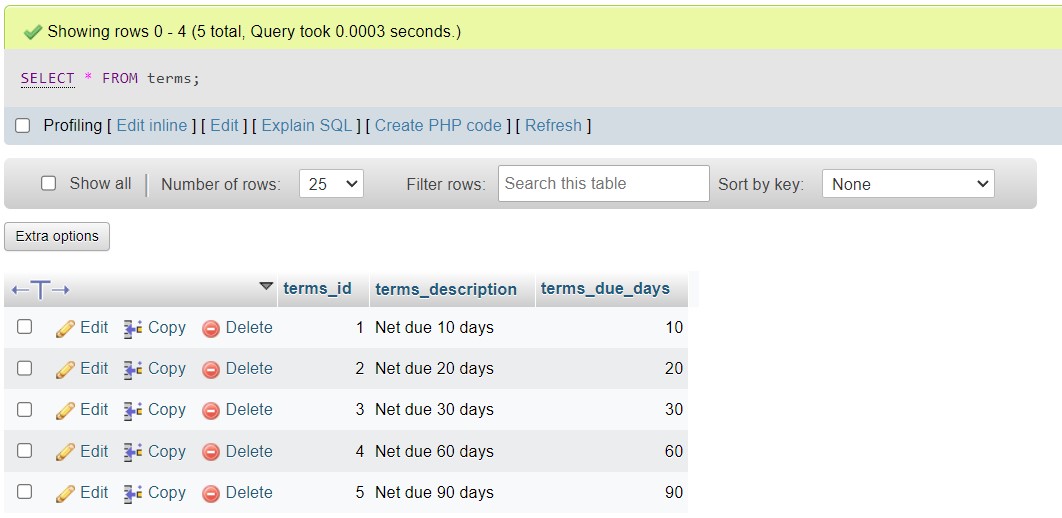 Showing rows 0 - 4 (5 total, Query took 0.0003 seconds.)
SELECT * FROM terms;
Profiling [ Edit inline ] [ Edit ] [ Explain SQL ] [ Create PHP code ] [ Refresh ]
Show all Number of rows: 25 Filter rows: Search this table Sort by key: None
Extra options
terms_id terms_description terms_due_days
Edit Copy Delete 1 Net due 10 days 10
Edit Copy Delete 2 Net due 20 days 20
Edit Copy Delete 3 Net due 30 days 30
Edit Copy Delete 4 Net due 60 days 60
Edit Copy Delete 5 Net due 90 days 90